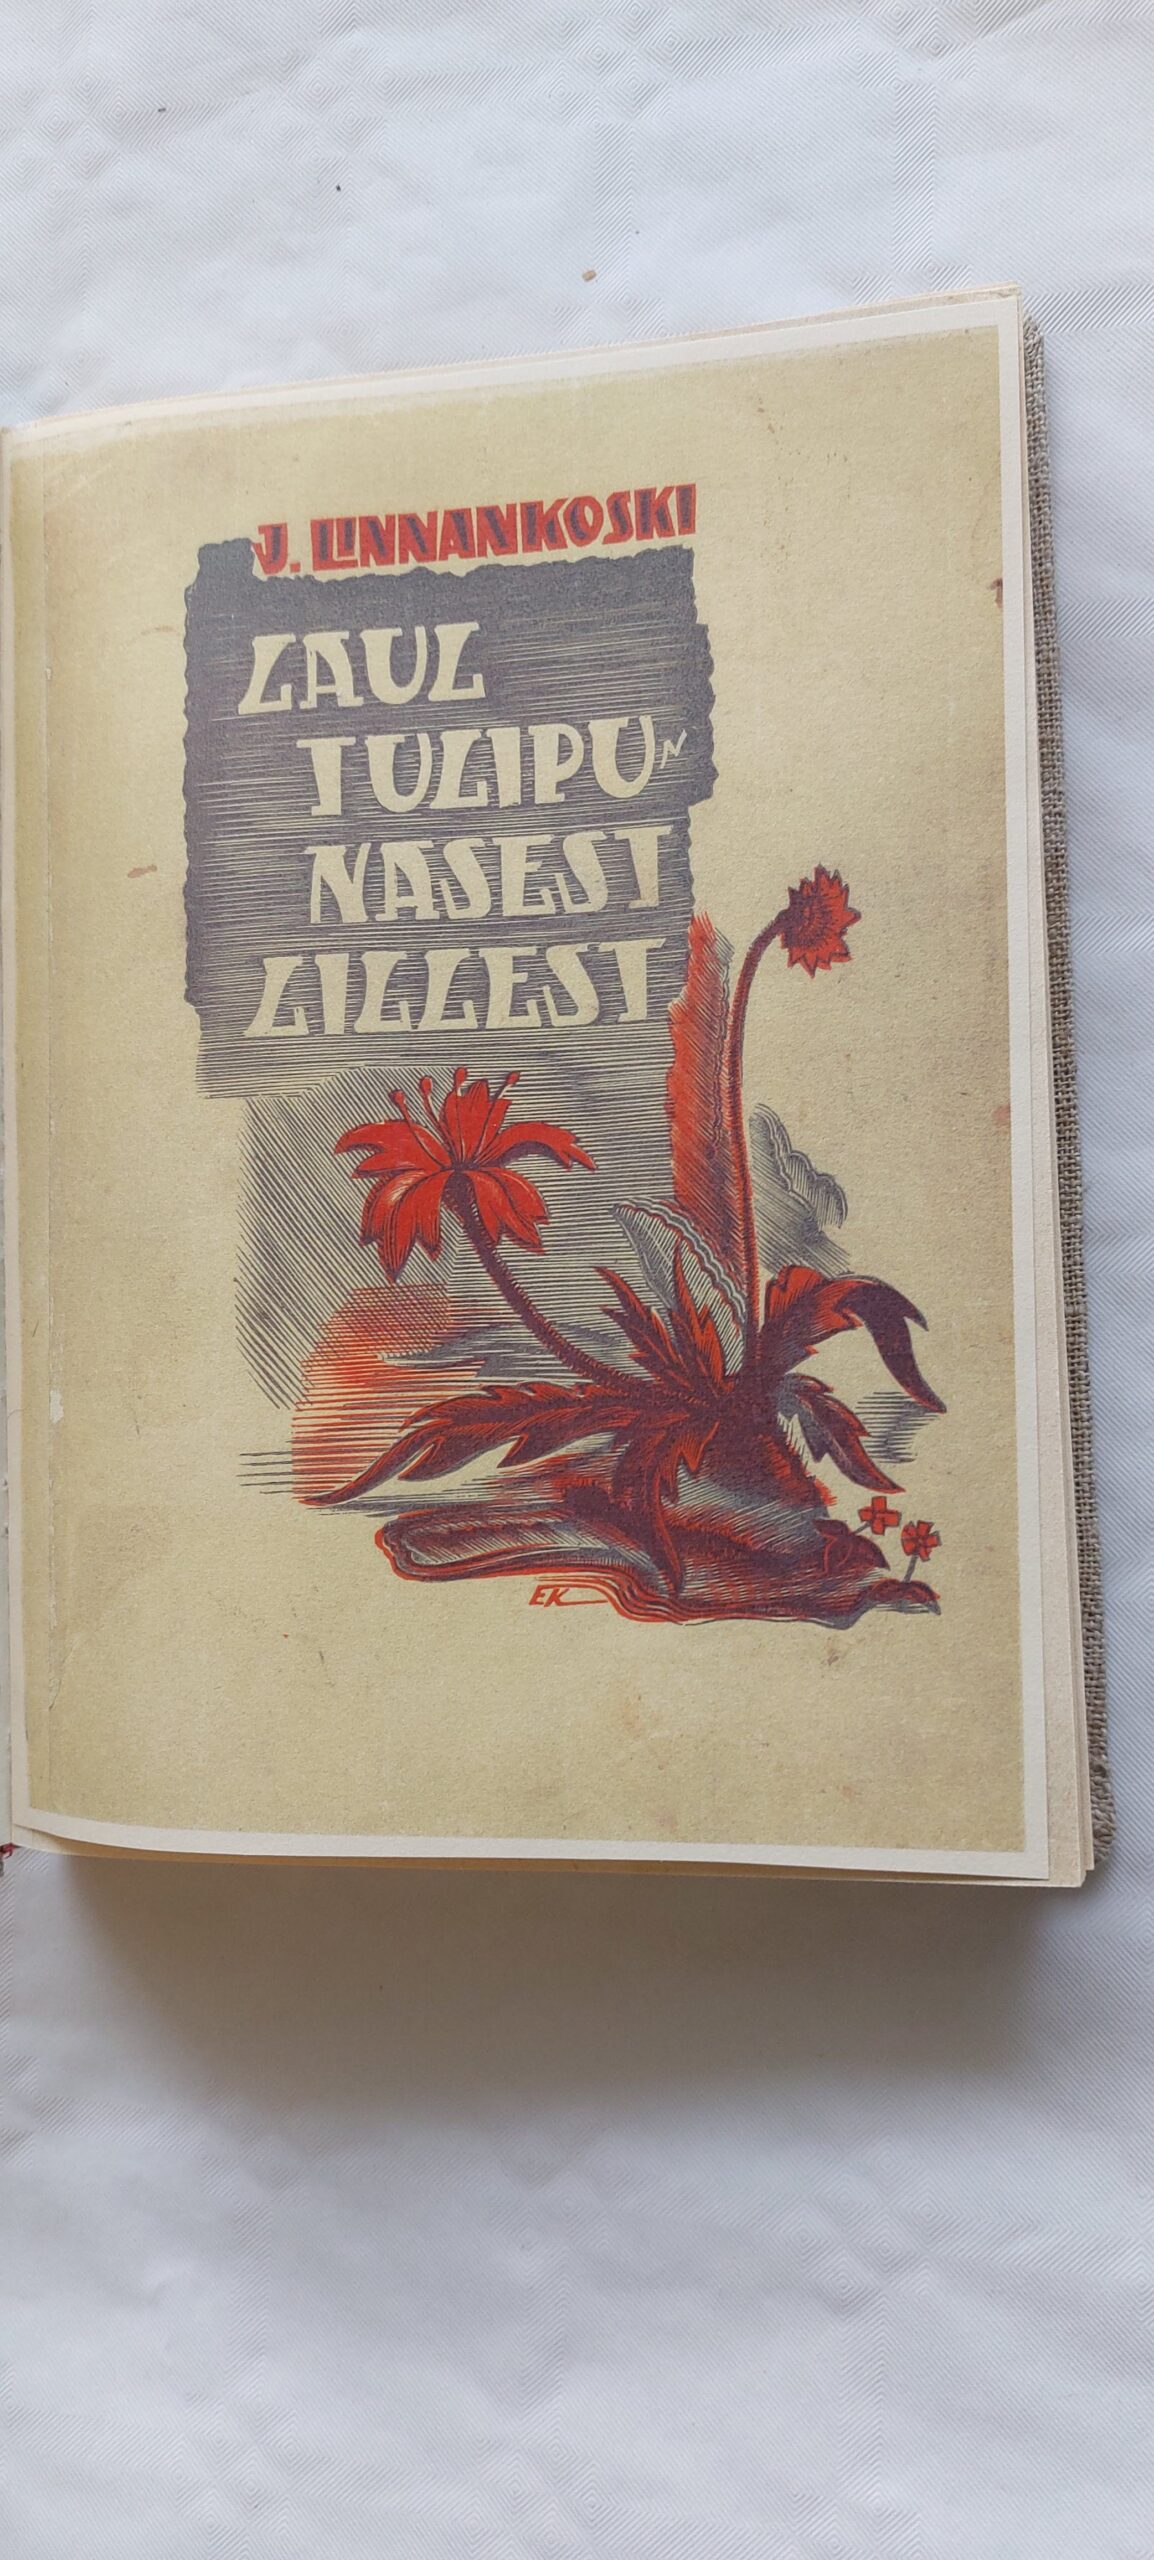 J. LINNANKOSKI
LAUL
TULIPUN
NASEST
LILLEST
EK